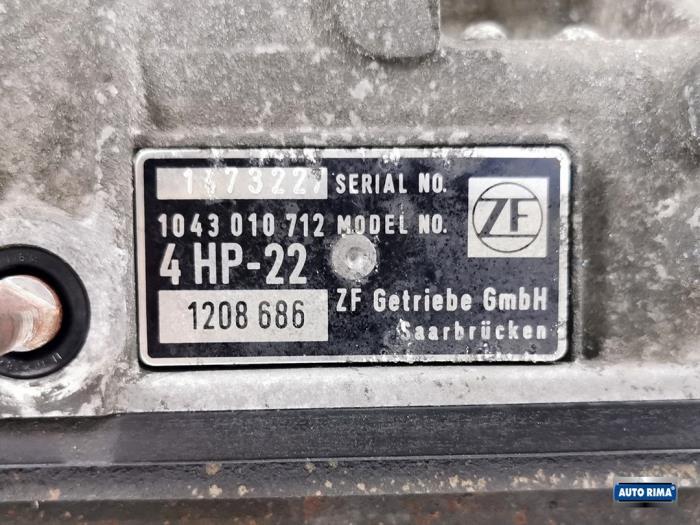 1673227 SERIAL NO.
1043 010 712 MODEL NO.
ZF
4 HP-22
1208 686
ZF Getriebe GmbH
Saarbrücken
AUTO RIMA